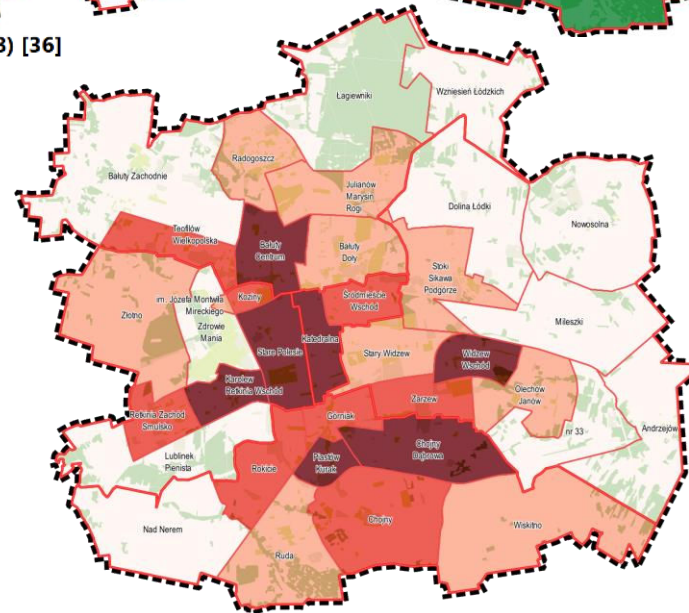 3) [36]
Łagiewniki
Wzniesień Łódzkich
Radogoszcz
Bałuty Zachodnie
Julianów
Marysin
Rogi
Dolina Łódki
Nowosolna
Teofilów
Wielkopolska
Bałuty
Centrum
Bałuty
Doły
Stoki
Sikawa
Podgórze
im. Józefa Montwiła
Mireckiego
Koziny
Śródmieście
Wschód
Złotno
Zdrowie
Mania
Mileszki
Katedralna
Stare Polesie
Stary Widzew
Widzew
Wschód
Karolew
Retkinia Wschód
Olechów
Janów
Zarzew
Retkinia Zachód
Smulsko
Górniak
nr 33
Andrzejów
Chojny
Dąbrowa
Lublinek
Pienista
Piastów
Kurak
Rokicie
Nad Nerem
Chojny
Wiskitno
Ruda